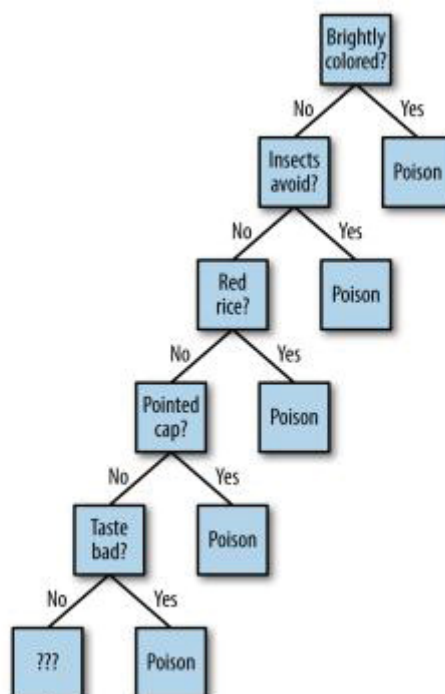 Brightly
colored?
No
Yes
Insects
avoid?
Poison
No
Yes
Red
rice?
Poison
No
Yes
Pointed
cap?
Poison
No
Yes
Taste
bad?
Poison
No
Yes
???
Poison